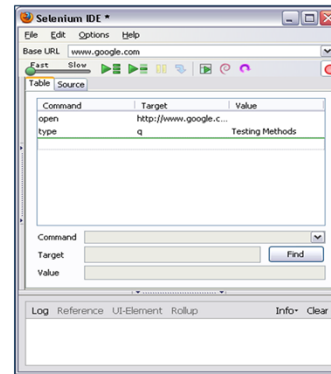 Selenium IDE *
File Edit Options Help
Base URL www.google.com
Fast Slow
Table Source
Command Target Value
open http://www.google.c...
type q Testing Methods
Command
Target Find
Value
Log Reference UI-Element Rollup Info Clear